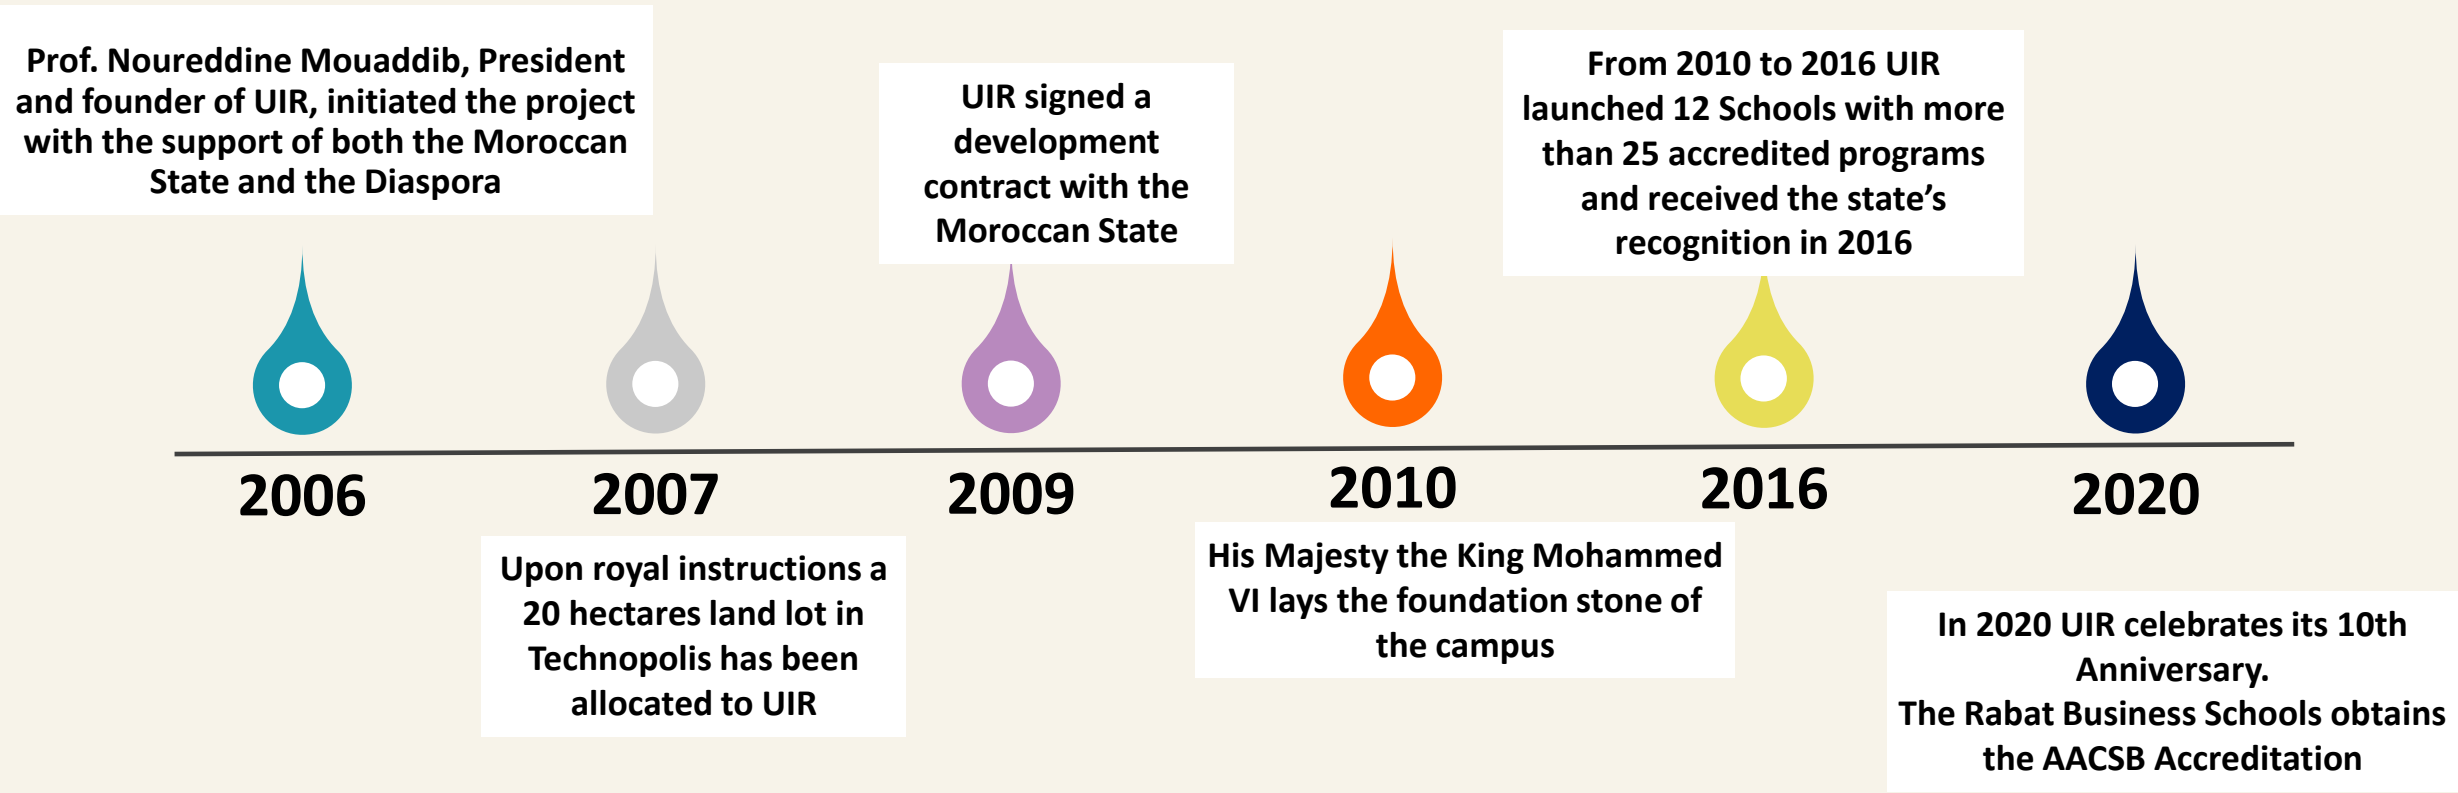 Prof. Noureddine Mouaddib, President
and founder of UIR, initiated the project
with the support of both the Moroccan
State and the Diaspora
UIR signed a
development
contract with the
Moroccan State
From 2010 to 2016 UIR
launched 12 Schools with more
than 25 accredited programs
and received the state’s
recognition in 2016
2006
2007
2009
2010
2016
2020
Upon royal instructions a
20 hectares land lot in
Technopolis has been
allocated to UIR
His Majesty the King Mohammed
VI lays the foundation stone of
the campus
In 2020 UIR celebrates its 10th
Anniversary.
The Rabat Business Schools obtains
the AACSB Accreditation